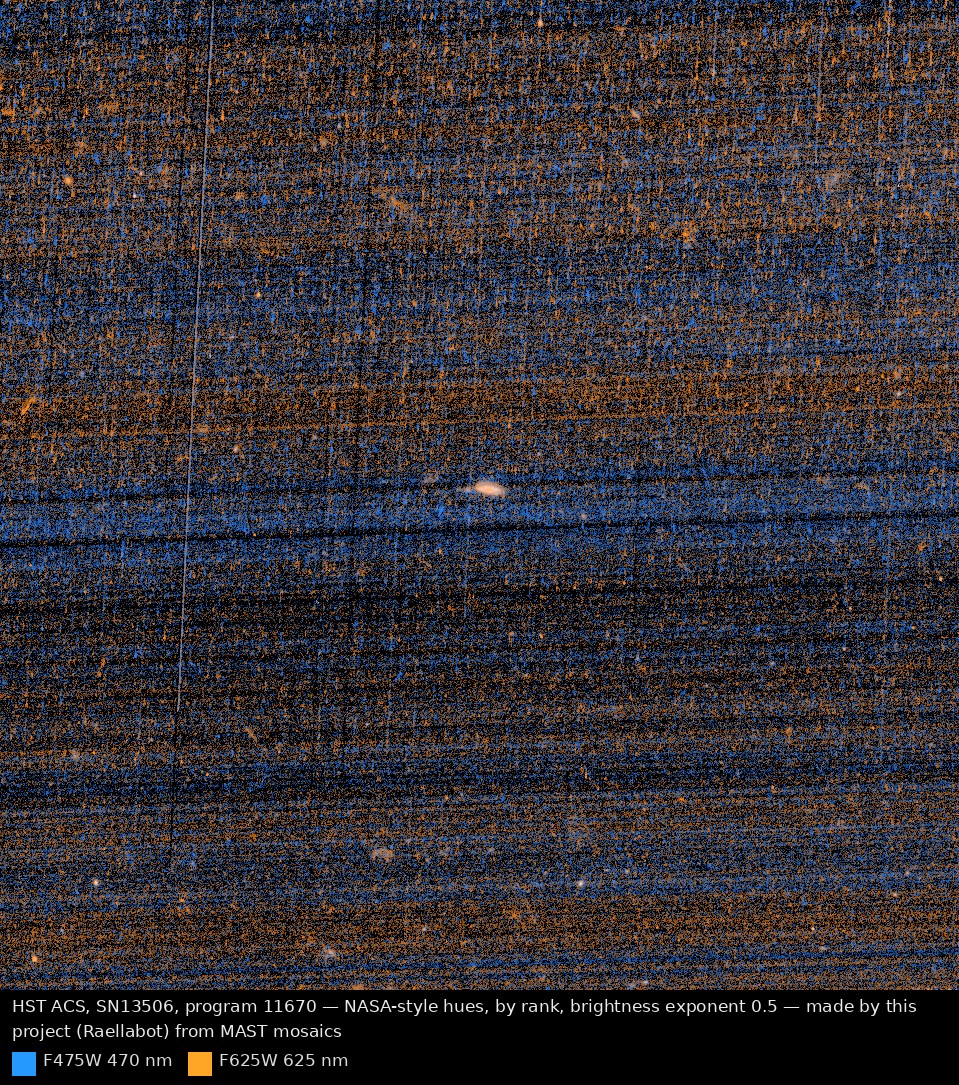 HST ACS, SN13506, program 11670 — NASA-style hues, by rank, brightness exponent 0.5 — made by this
project (Raellabot) from MAST mosaics
F475W 470 nm F625W 625 nm